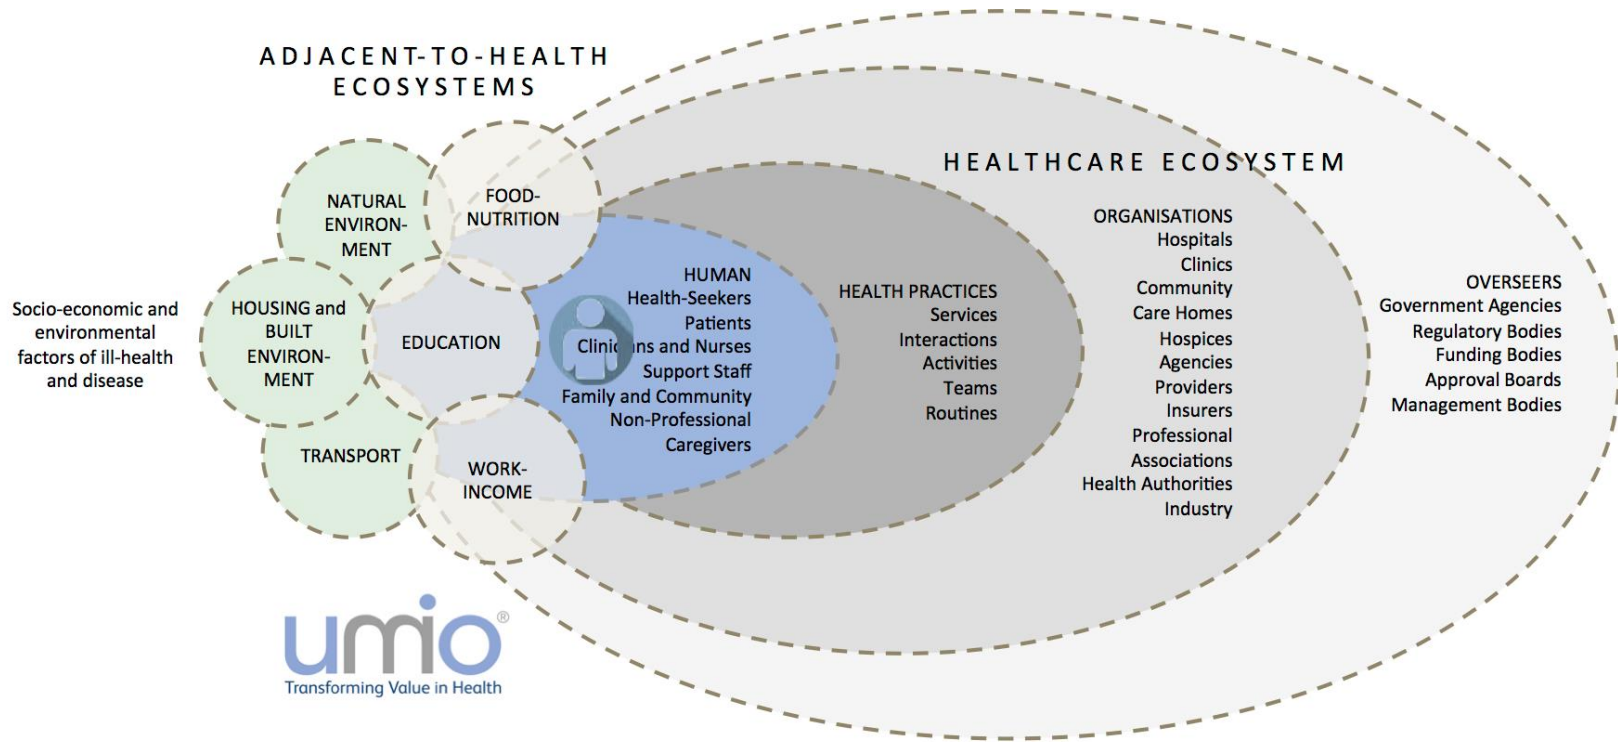 ADJACENT-TO-HEALTH
ECOSYSTEMS
HEALTHCARE ECOSYSTEM
Socio-economic and
environmental
factors of ill-health
and disease
NATURAL
ENVIRON-
MENT
FOOD-
NUTRITION
HOUSING and
BUILT
ENVIRON-
MENT
EDUCATION
TRANSPORT
WORK-
INCOME
HUMAN
Health-Seekers
Patients
Clinicians and Nurses
Support Staff
Family and Community
Non-Professional
Caregivers
HEALTH PRACTICES
Services
Interactions
Activities
Teams
Routines
ORGANISATIONS
Hospitals
Clinics
Community
Care Homes
Hospices
Agencies
Providers
Insurers
Professional
Associations
Health Authorities
Industry
OVERSEERS
Government Agencies
Regulatory Bodies
Funding Bodies
Approval Boards
Management Bodies
umio®
Transforming Value in Health